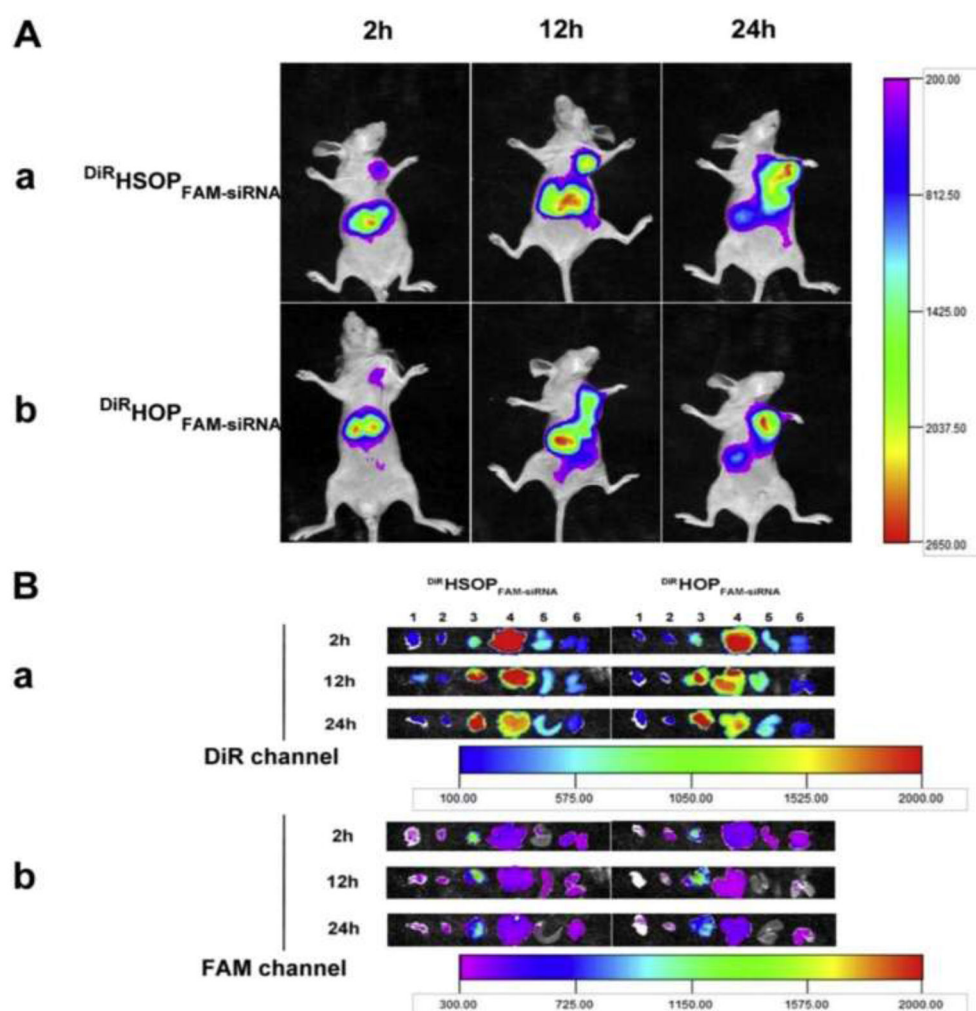 A
2h 12h 24h
200.00
a DiRHSOPFAM-siRNA
812.50
1425.00
b DiRHOPFAM-siRNA
2037.50
2650.00
B
DiRHSOPFAM-siRNA DiRHOPFAM-siRNA
1 2 3 4 5 6 1 2 3 4 5 6
2h
a
12h
24h
DiR channel
100.00 575.00 1050.00 1525.00 2000.00
2h
b
12h
24h
FAM channel
300.00 725.00 1150.00 1575.00 2000.00